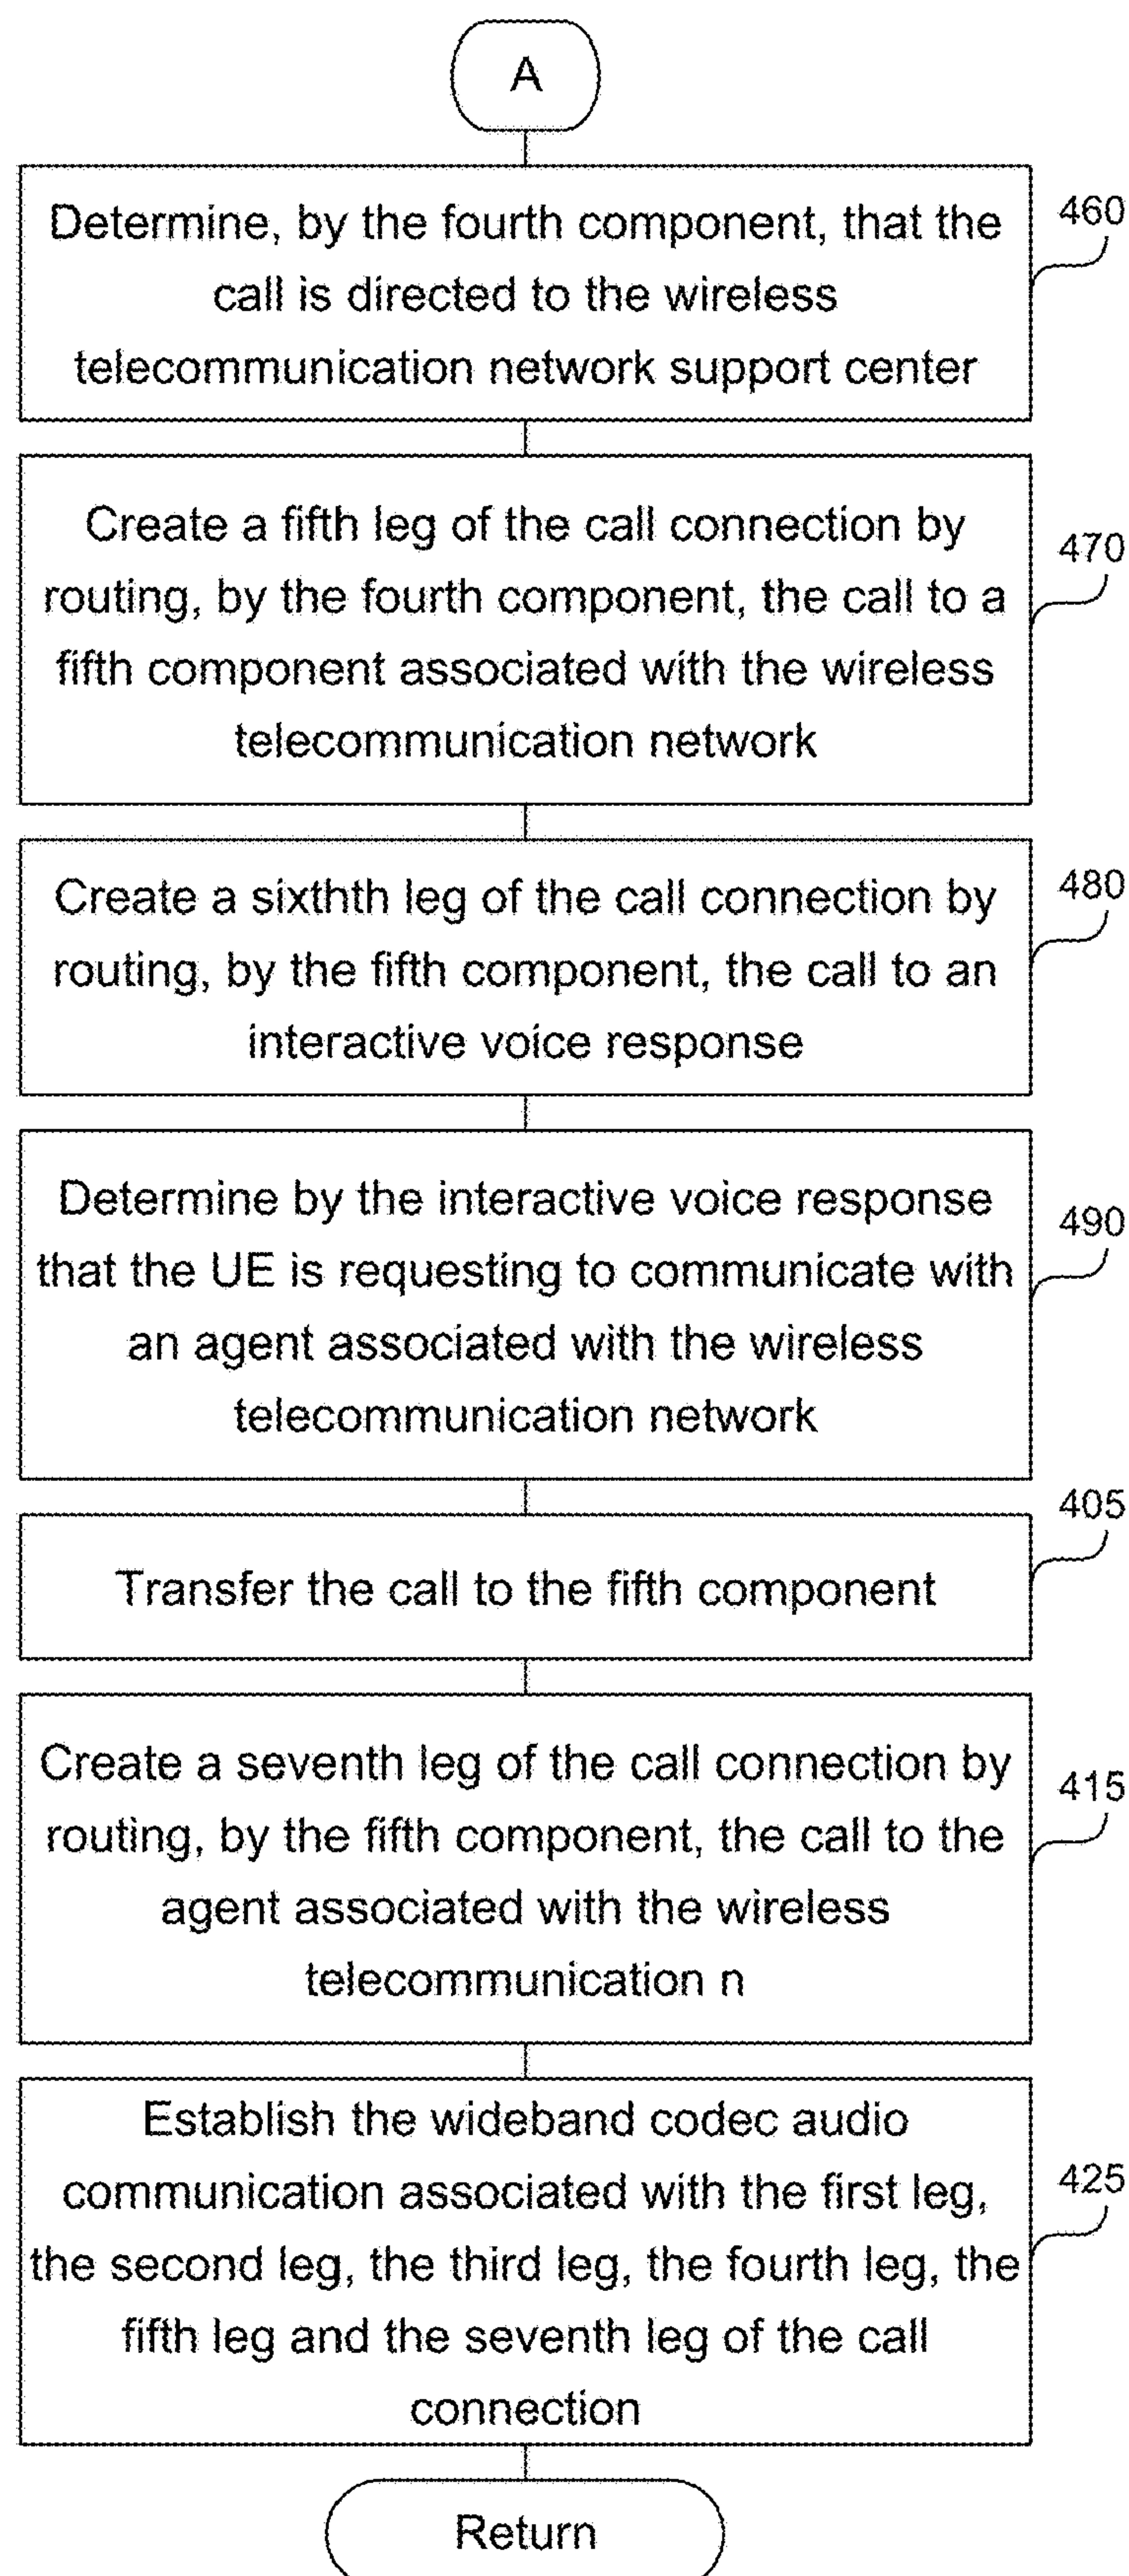 A
Determine, by the fourth component, that the
call is directed to the wireless
telecommunication network support center
460
Create a fifth leg of the call connection by
routing, by the fourth component, the call to a
fifth component associated with the wireless
telecommunication network
470
Create a sixthth leg of the call connection by
routing, by the fifth component, the call to an
interactive voice response
480
Determine by the interactive voice response
that the UE is requesting to communicate with
an agent associated with the wireless
telecommunication network
490
Transfer the call to the fifth component
405
Create a seventh leg of the call connection by
routing, by the fifth component, the call to the
agent associated with the wireless
telecommunication n
415
Establish the wideband codec audio
communication associated with the first leg,
the second leg, the third leg, the fourth leg, the
fifth leg and the seventh leg of the call
connection
425
Return